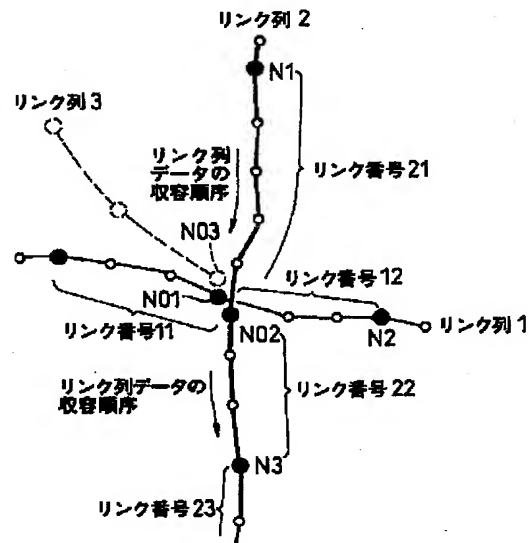 リンク列 2
N1
リンク列 3
リンク列
データの
収容順序
リンク番号21
N03
リンク番号12
N01
リンク番号11
N02
N2
リンク列 1
リンク列データの
収容順序
リンク番号22
N3
リンク番号23